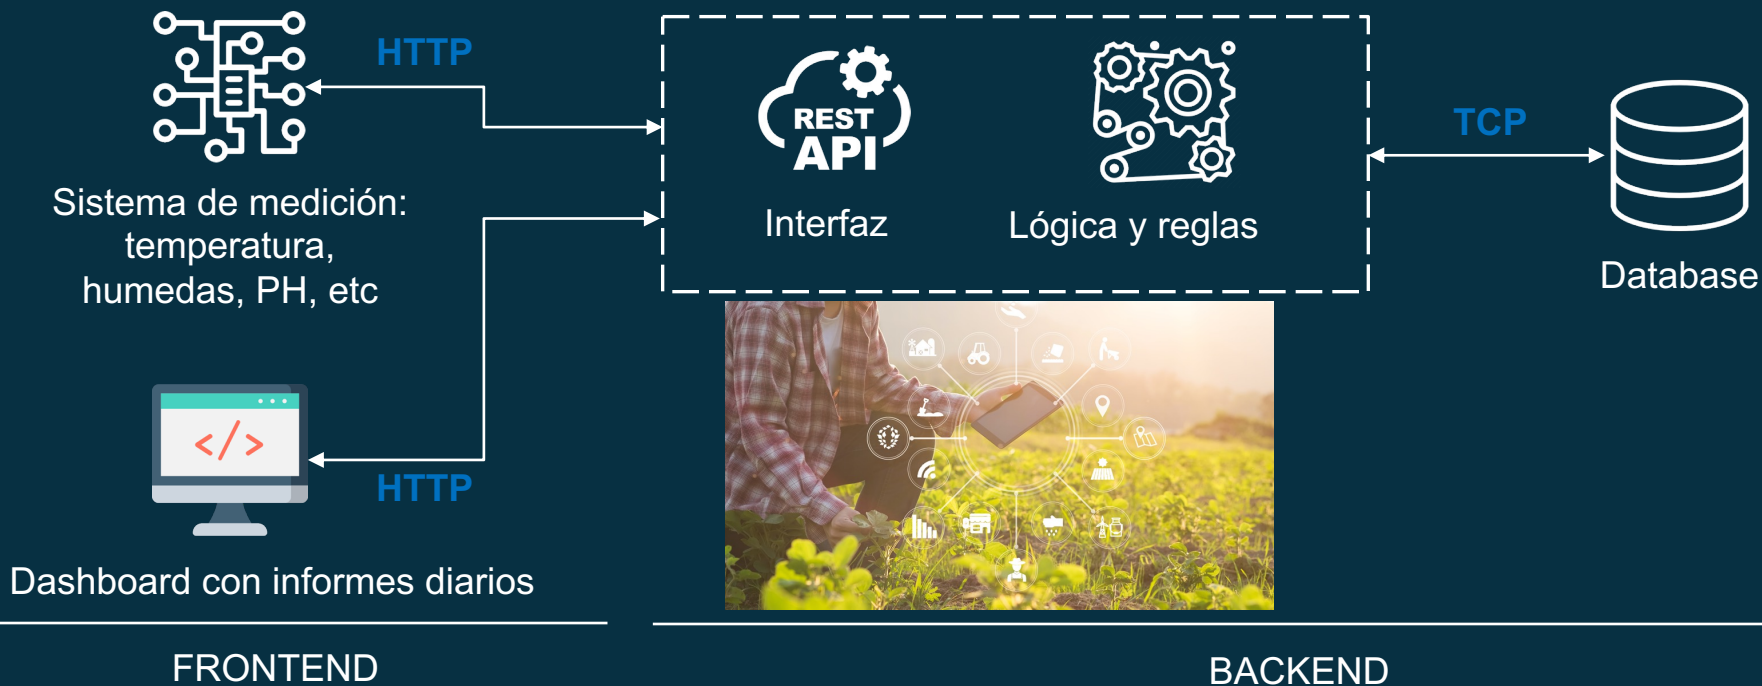 HTTP
REST
API
TCP
Sistema de medición:
temperatura,
humedas, PH, etc
Interfaz
Lógica y reglas
Database
</>
HTTP
Dashboard con informes diarios
FRONTEND
BACKEND